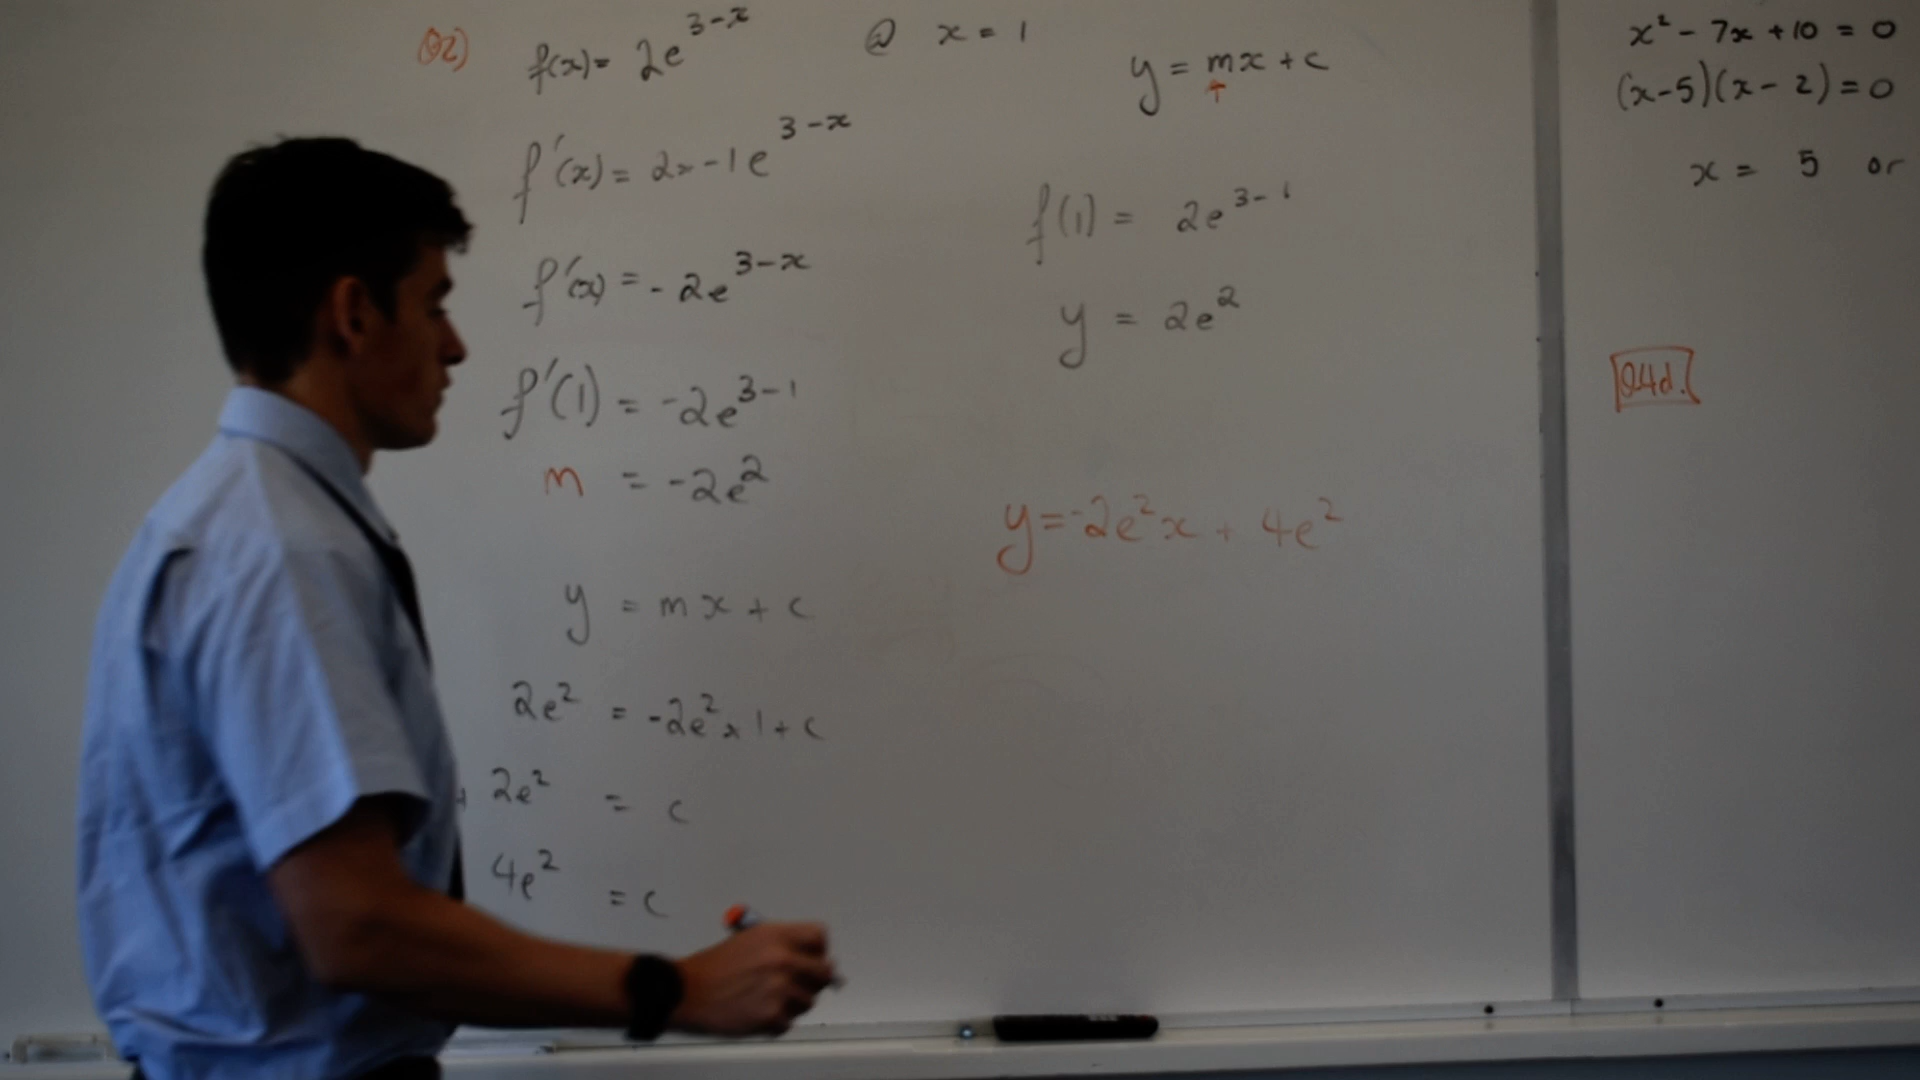 Q2) f(x) = 2e^{3-x} @ x = 1
f'(x) = 2x-1e^{3-x}
f'(x) = -2e^{3-x}
f'(1) = -2e^{3-1}
m = -2e^2
y = mx + c
2e^2 = -2e^2 x 1 + c
+ 2e^2 = c
4e^2 = c
y = mx + c
↑
f(1) = 2e^{3-1}
y = 2e^2
y = -2e^2x + 4e^2
x^2 - 7x + 10 = 0
(x-5)(x-2) = 0
x = 5 or
Q4d.